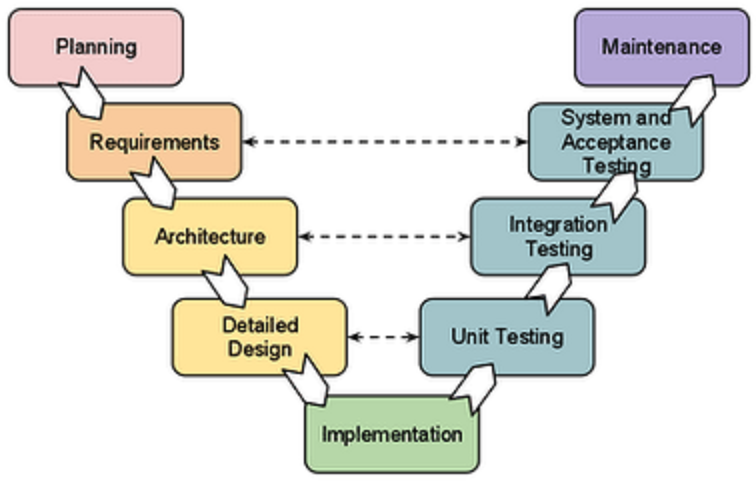 Planning
Maintenance
Requirements
System and
Acceptance
Testing
Architecture
Integration
Testing
Detailed
Design
Unit Testing
Implementation